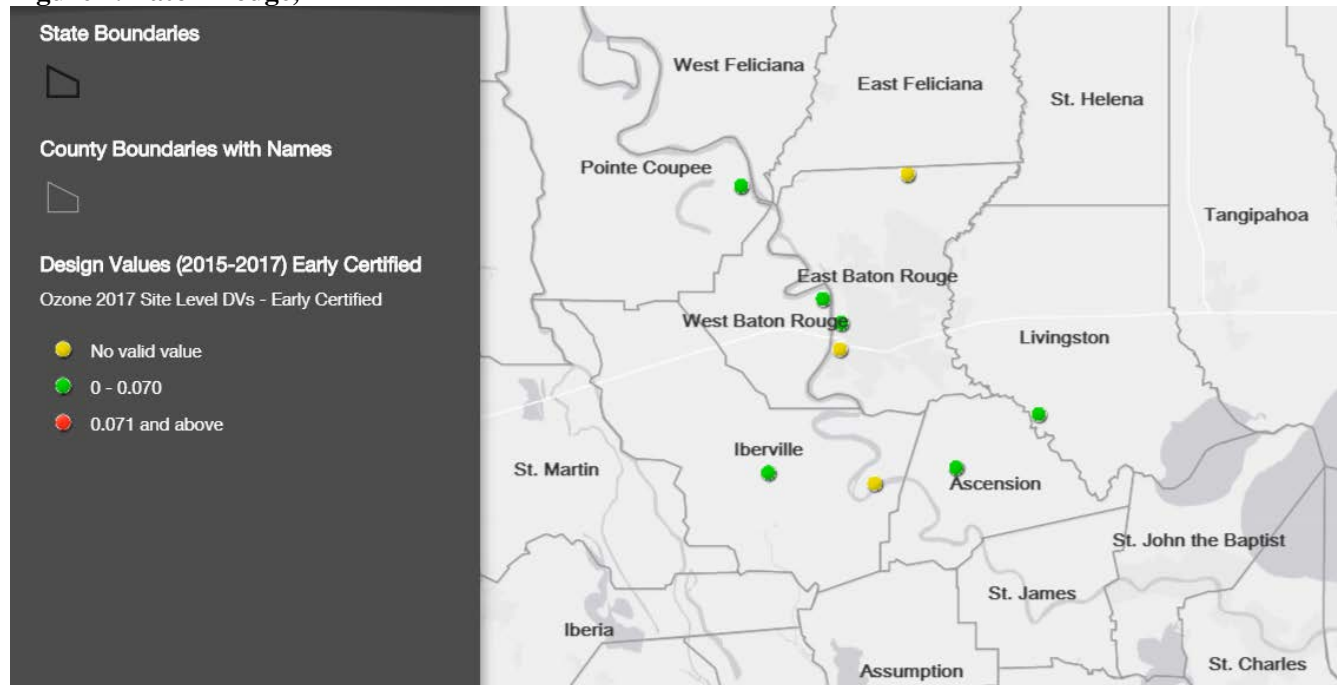 State Boundaries
County Boundaries with Names
Design Values (2015-2017) Early Certified
Ozone 2017 Site Level DVs - Early Certified
No valid value
0 - 0.070
0.071 and above
West Feliciana
East Feliciana
St. Helena
Pointe Coupee
Tangipahoa
East Baton Rouge
West Baton Rouge
Livingston
Iberville
St. Martin
Ascension
St. John the Baptist
St. James
Iberia
Assumption
St. Charles